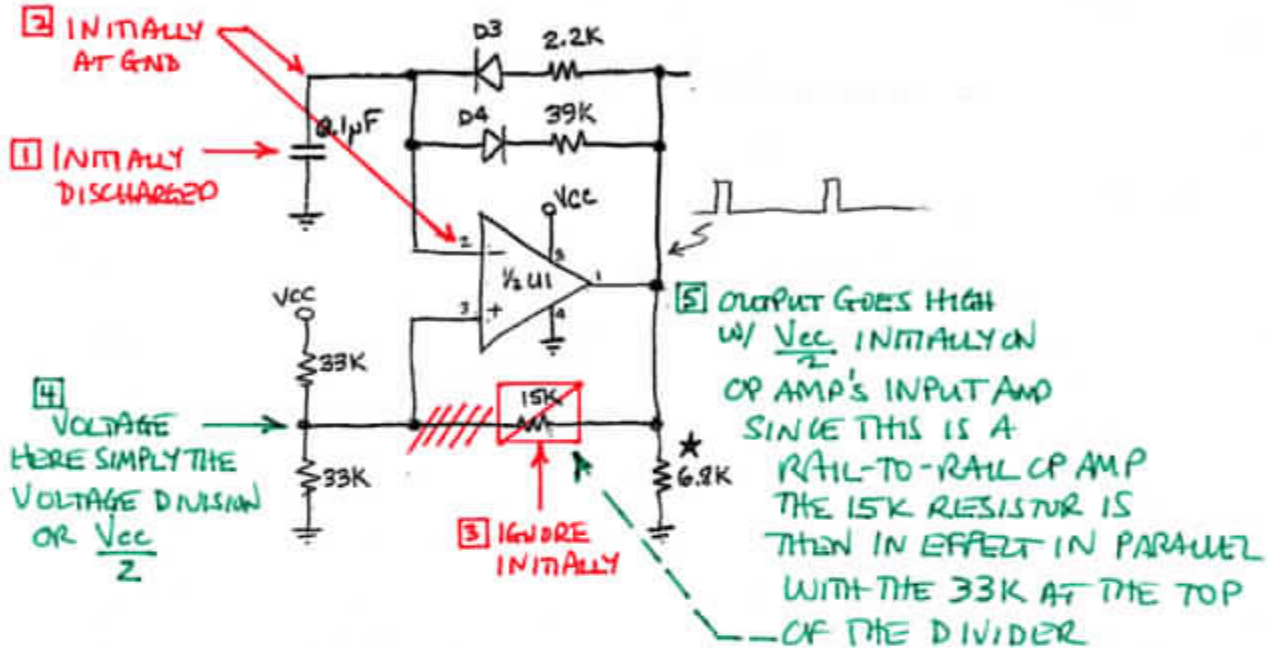 2 INITIALLY
AT GND
1 INITIALLY
DISCHARGED
0.1µF
D3
2.2K
D4
39K
VCC
2
-
3
+
½ U1
8
1
4
VCC
33K
33K
15K
★
6.8K
4
VOLTAGE
HERE SIMPLY THE
VOLTAGE DIVISION
OR Vcc
2
3 IGNORE
INITIALLY
5 OUTPUT GOES HIGH
W/ Vcc INITIALLY ON
2
OP AMP'S INPUT AND
SINCE THIS IS A
RAIL-TO-RAIL OP AMP
THE 15K RESISTOR IS
THEN IN EFFECT IN PARALLEL
WITH THE 33K AT THE TOP
OF THE DIVIDER